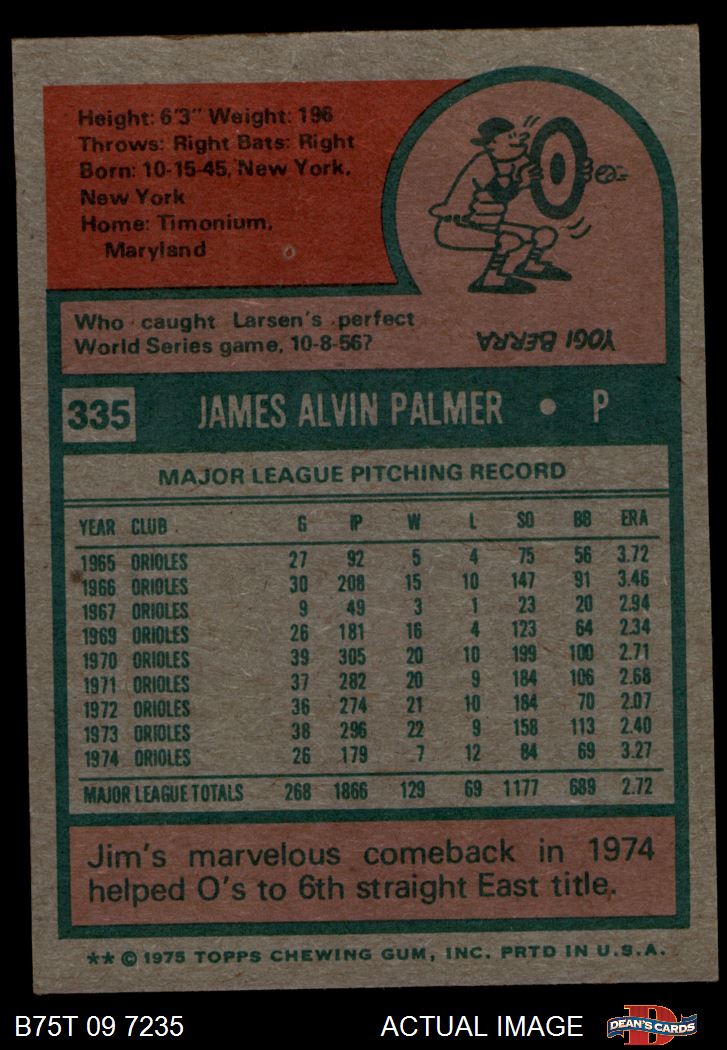 Height: 6'3" Weight: 196
Throws: Right Bats: Right
Born: 10-15-45, New York,
New York
Home: Timonium,
Maryland
Who caught Larsen's perfect
World Series game, 10-8-56?
YOGI BERRA
335 JAMES ALVIN PALMER • P
MAJOR LEAGUE PITCHING RECORD
YEAR CLUB G IP W L SO BB ERA
1965 ORIOLES 27 92 5 4 75 56 3.72
1966 ORIOLES 30 208 15 10 147 91 3.46
1967 ORIOLES 9 49 3 1 23 20 2.94
1969 ORIOLES 26 181 16 4 123 64 2.34
1970 ORIOLES 39 305 20 10 199 100 2.71
1971 ORIOLES 37 282 20 9 184 106 2.68
1972 ORIOLES 36 274 21 10 184 70 2.07
1973 ORIOLES 38 296 22 9 158 113 2.40
1974 ORIOLES 26 179 7 12 84 69 3.27
MAJOR LEAGUE TOTALS 268 1866 129 69 1177 689 2.72
Jim's marvelous comeback in 1974
helped O's to 6th straight East title.
** © 1975 TOPPS CHEWING GUM, INC. PRTD IN U.S.A.
B75T 09 7235 ACTUAL IMAGE D DEAN'S CARDS